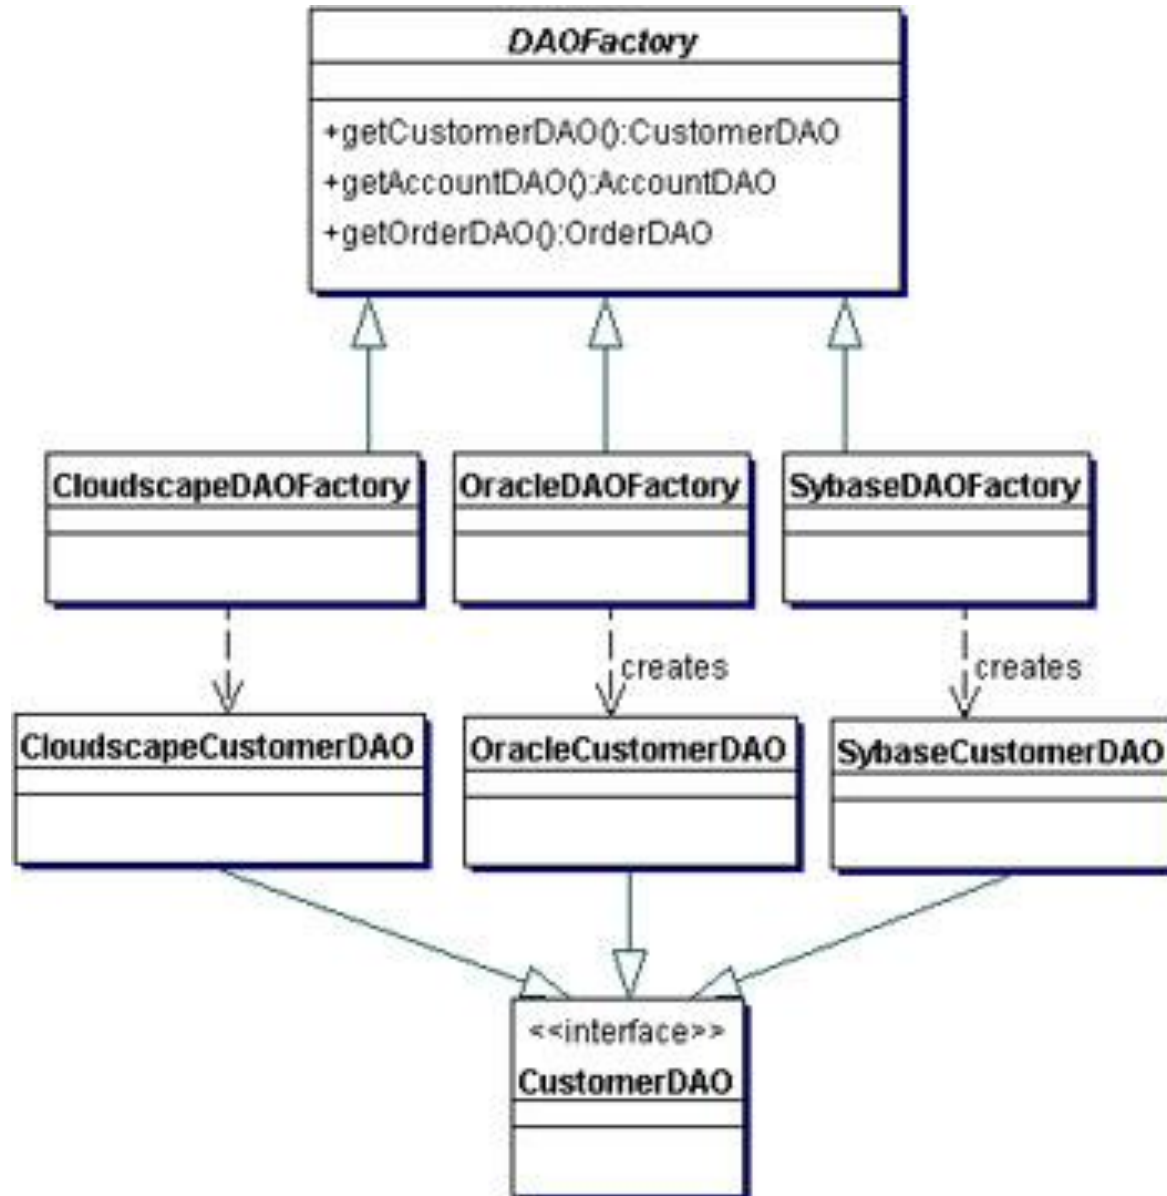 DAOFactory
+getCustomerDAO():CustomerDAO
+getAccountDAO():AccountDAO
+getOrderDAO():OrderDAO
CloudscapeDAOFactory
OracleDAOFactory
SybaseDAOFactory
creates
creates
CloudscapeCustomerDAO
OracleCustomerDAO
SybaseCustomerDAO
<<interface>>
CustomerDAO